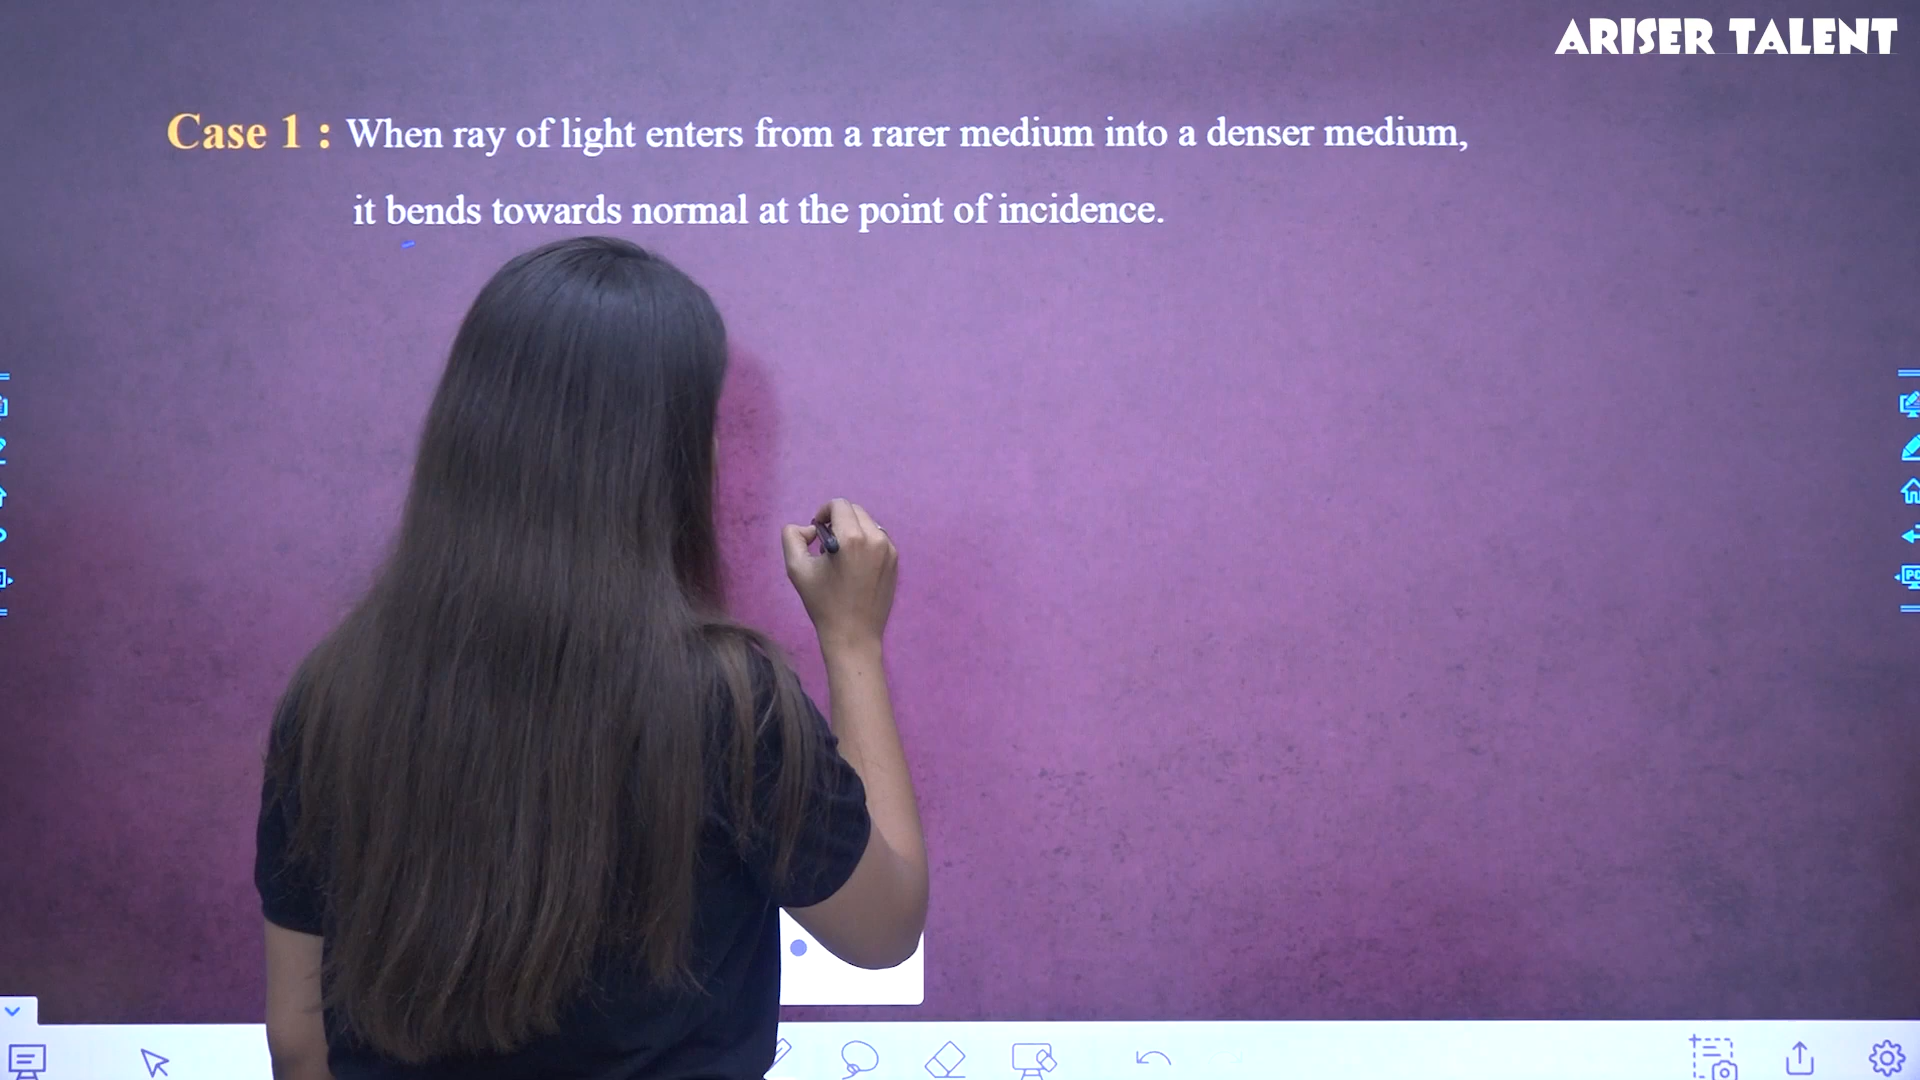 ARISER TALENT
Case 1 : When ray of light enters from a rarer medium into a denser medium,
it bends towards normal at the point of incidence.